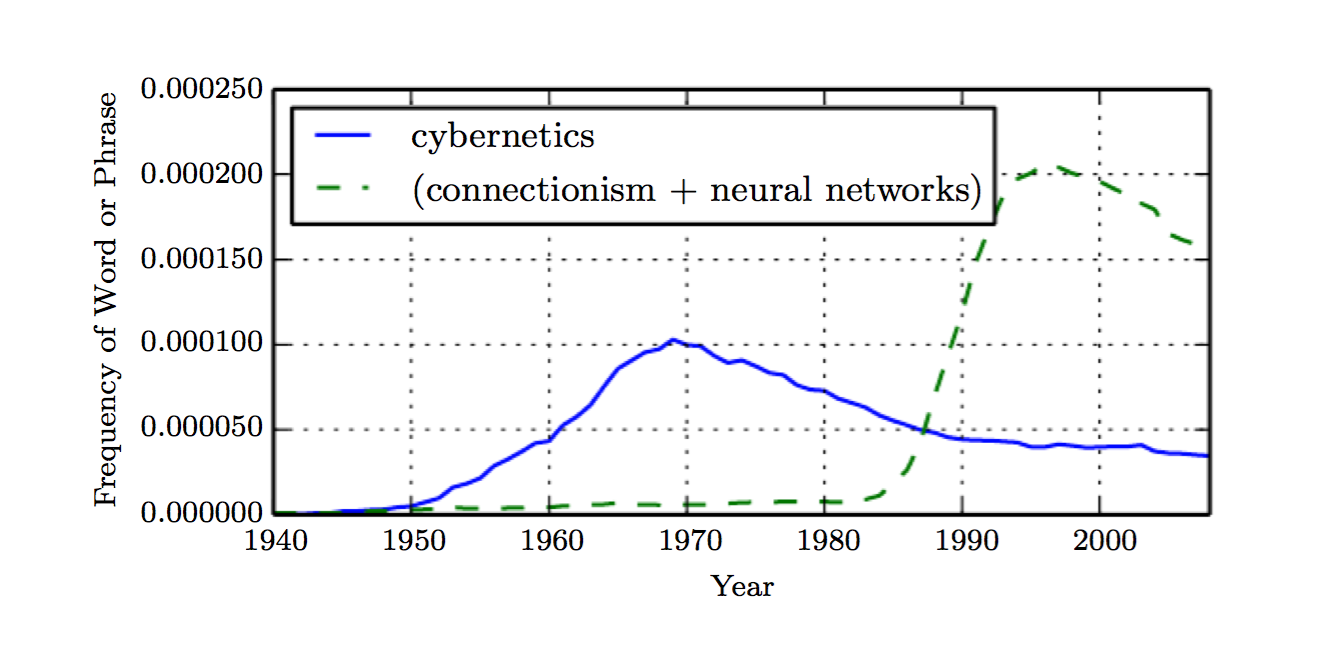 Frequency of Word or Phrase
0.000250
0.000200
0.000150
0.000100
0.000050
0.000000
cybernetics
(connectionism + neural networks)
1940 1950 1960 1970 1980 1990 2000
Year